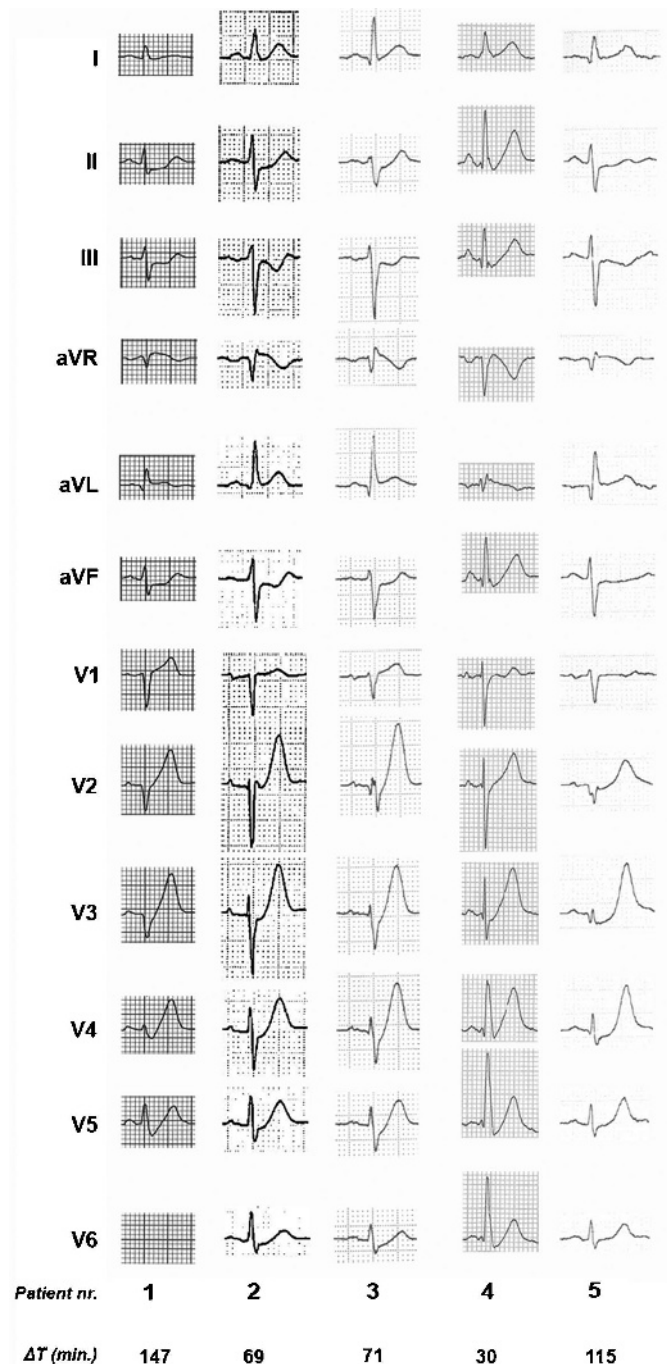 I
II
III
aVR
aVL
aVF
V1
V2
V3
V4
V5
V6
Patient nr. 1 2 3 4 5
ΔT (min.) 147 69 71 30 115